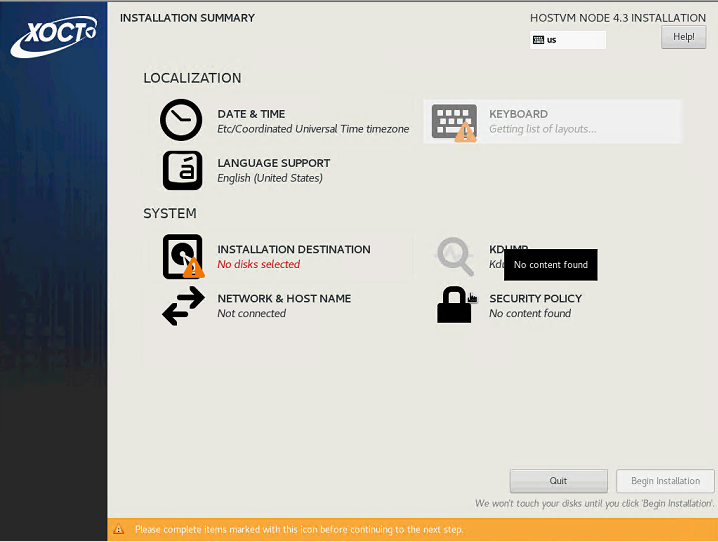 ХОСТ
INSTALLATION SUMMARY
HOSTVM NODE 4.3 INSTALLATION
us
Help!
LOCALIZATION
DATE & TIME
Etc/Coordinated Universal Time timezone
KEYBOARD
Getting list of layouts...
á
LANGUAGE SUPPORT
English (United States)
SYSTEM
INSTALLATION DESTINATION
No disks selected
KDUMP
No content found
NETWORK & HOST NAME
Not connected
SECURITY POLICY
No content found
Quit
Begin Installation
We won't touch your disks until you click 'Begin Installation'.
Please complete items marked with this icon before continuing to the next step.